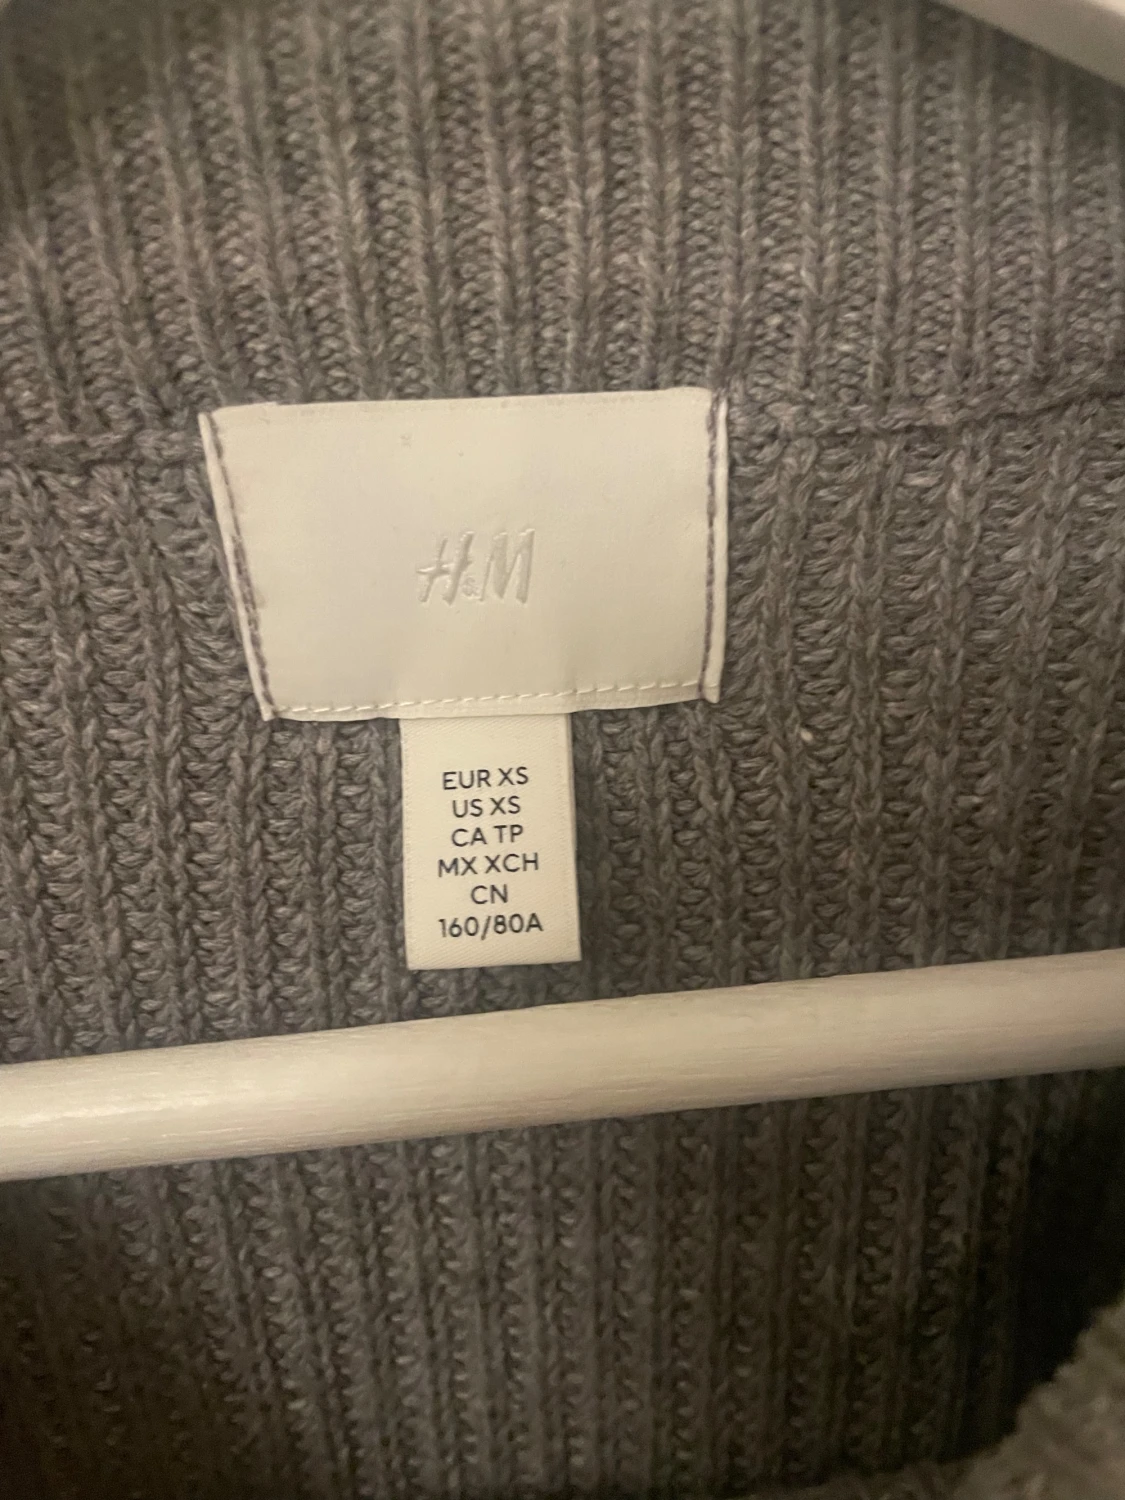 H&M
EUR XS
US XS
CA TP
MX XCH
CN
160/80A